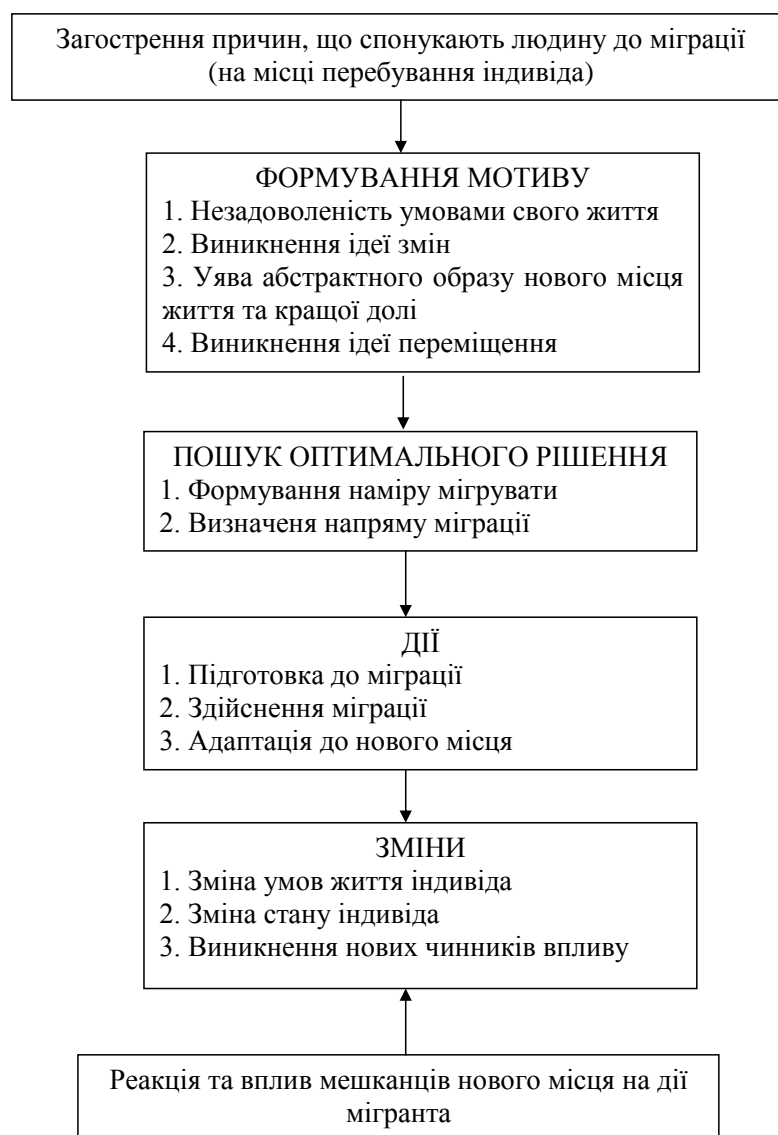 Загострення причин, що спонукають людину до міграції
(на місці перебування індивіда)
ФОРМУВАННЯ МОТИВУ
1. Незадоволеність умовами свого життя
2. Виникнення ідеї змін
3. Уява абстрактного образу нового місця
життя та кращої долі
4. Виникнення ідеї переміщення
ПОШУК ОПТИМАЛЬНОГО РІШЕННЯ
1. Формування наміру мігрувати
2. Визначеня напряму міграції
ДІЇ
1. Підготовка до міграції
2. Здійснення міграції
3. Адаптація до нового місця
ЗМІНИ
1. Зміна умов життя індивіда
2. Зміна стану індивіда
3. Виникнення нових чинників впливу
Реакція та вплив мешканців нового місця на дії
мігранта